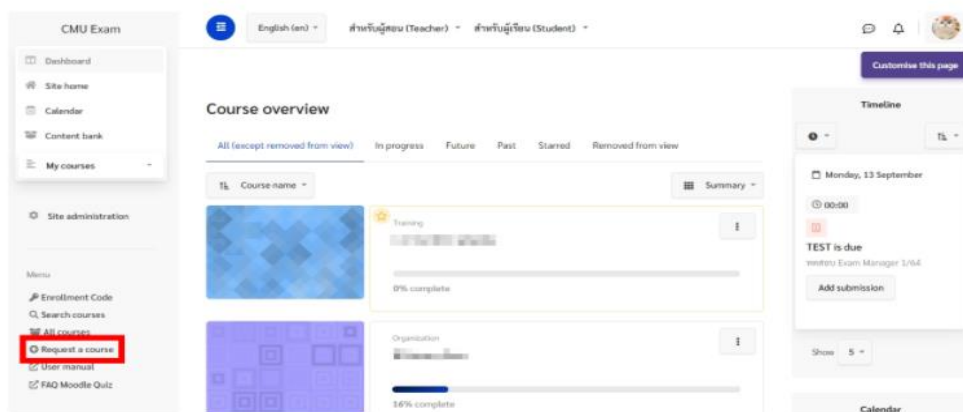 CMU Exam
English (en)
สำหรับผู้สอน (Teacher)
สำหรับผู้เรียน (Student)
Customise this page
Dashboard
Site home
Calendar
Content bank
My courses
Site administration
Menu
Enrollment Code
Search courses
All courses
Request a course
User manual
FAQ Moodle Quiz
Course overview
All (except removed from view)
In progress
Future
Past
Starred
Removed from view
Course name
Summary
Training
0% complete
Organization
16% complete
Timeline
Monday, 13 September
00:00
TEST is due
Exam Manager 1/64
Add submission
Show 5
Calendar